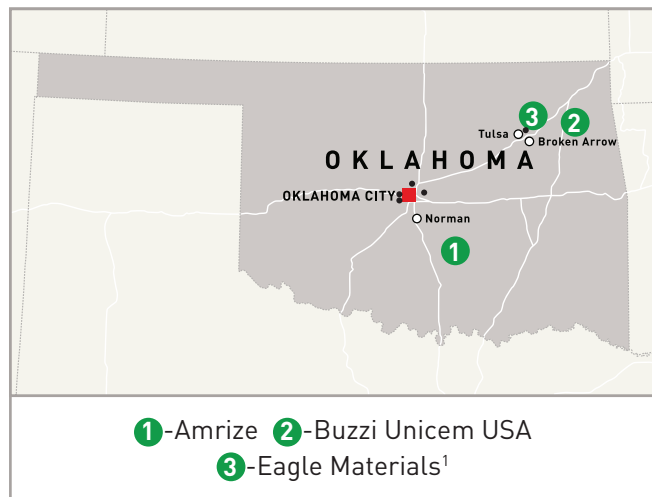 3
2
Tulsa
Broken Arrow
OKLAHOMA
OKLAHOMA CITY
Norman
1
1-Amrize 2-Buzzi Unicem USA
3-Eagle Materials¹